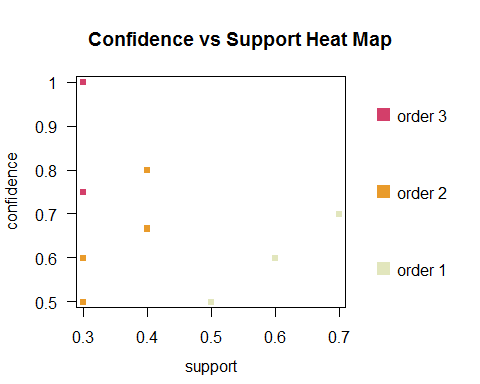 Confidence vs Support Heat Map
1
0.9
0.8
0.7
0.6
0.5
confidence
0.3 0.4 0.5 0.6 0.7
support
order 3
order 2
order 1